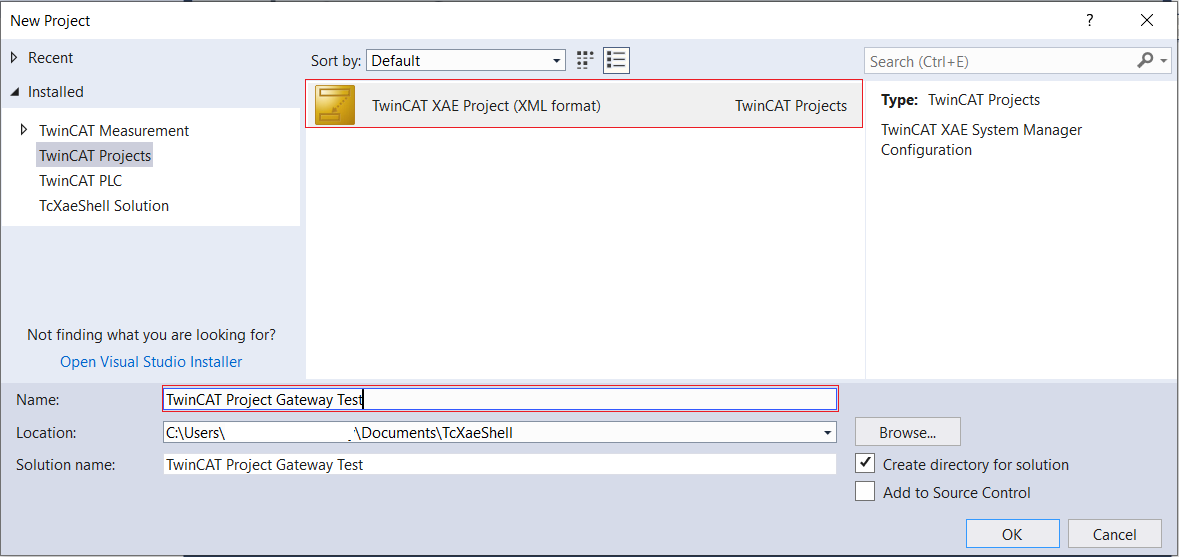 New Project
?
Recent
Installed
TwinCAT Measurement
TwinCAT Projects
TwinCAT PLC
TcXaeShell Solution
Not finding what you are looking for?
Open Visual Studio Installer
Sort by: Default
TwinCAT XAE Project (XML format) TwinCAT Projects
Search (Ctrl+E)
Type: TwinCAT Projects
TwinCAT XAE System Manager
Configuration
Name: TwinCAT Project Gateway Test
Location: C:\Users\ \Documents\TcXaeShell
Browse...
Solution name: TwinCAT Project Gateway Test
Create directory for solution
Add to Source Control
OK Cancel